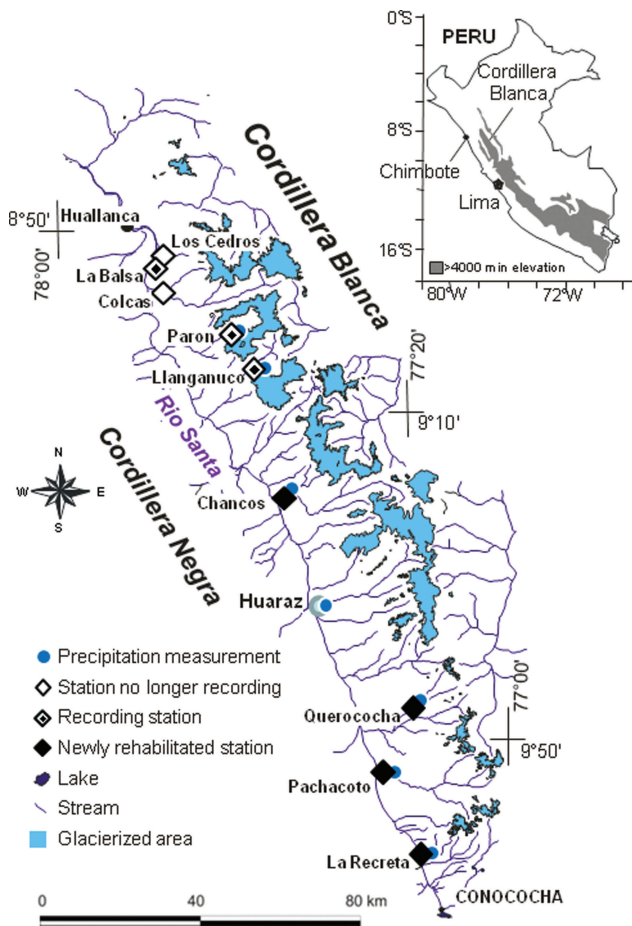 0°S
PERU
Cordillera
Blanca
8°S
Chimbote
Lima
16°S
>4000 m in elevation
80°W
72°W
Cordillera Blanca
Huallanca
8°50'
78°00'
Los Cedros
La Balsa
Colcas
Paron
Llanganuco
77°20'
9°10'
Rio Santa
Cordillera Negra
N
W
E
S
Chancos
Huaraz
Precipitation measurement
Station no longer recording
Recording station
Newly rehabilitated station
Lake
Stream
Glacierized area
Querococha
77°00'
9°50'
Pachacoto
La Recreta
CONOCOCHA
0
40
80 km